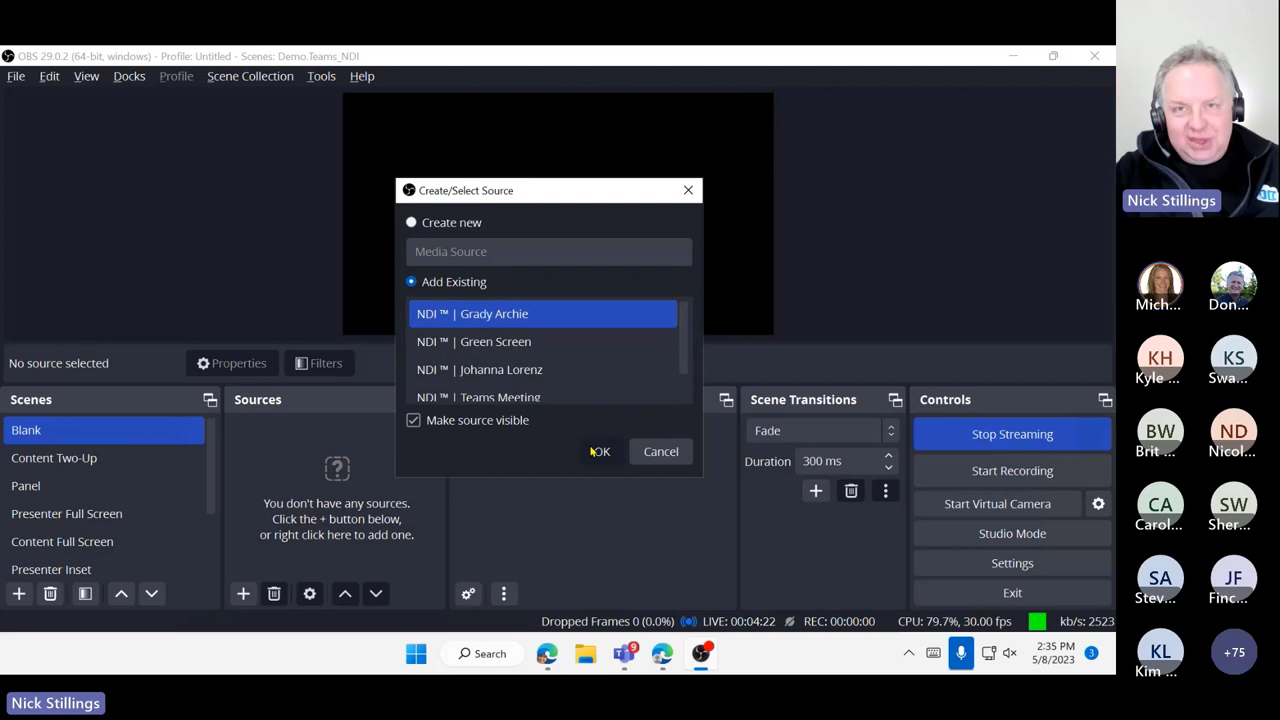 OBS 29.0.2 (64-bit, windows) - Profile: Untitled - Scenes: Demo.Teams_NDI
File Edit View Docks Profile Scene Collection Tools Help
Create/Select Source
Create new
Media Source
Add Existing
NDI ™ | Grady Archie
NDI ™ | Green Screen
NDI ™ | Johanna Lorenz
NDI ™ | Teams Meeting
Make source visible
OK Cancel
No source selected
Properties
Filters
Scenes
Blank
Content Two-Up
Panel
Presenter Full Screen
Content Full Screen
Presenter Inset
Sources
You don't have any sources.
Click the + button below,
or right click here to add one.
Scene Transitions
Fade
Duration 300 ms
Controls
Stop Streaming
Start Recording
Start Virtual Camera
Studio Mode
Settings
Exit
Dropped Frames 0 (0.0%) LIVE: 00:04:22 REC: 00:00:00 CPU: 79.7%, 30.00 fps kb/s: 2523
Search
9
2:35 PM
5/8/2023
3
Nick Stillings
Nick Stillings
Mich... Don...
KH KS
Kyle ... Swa...
BW ND
Brit ... Nicol...
CA SW
Carol... Sher...
SA JF
Stev... Finc...
KL +75
Kim ...